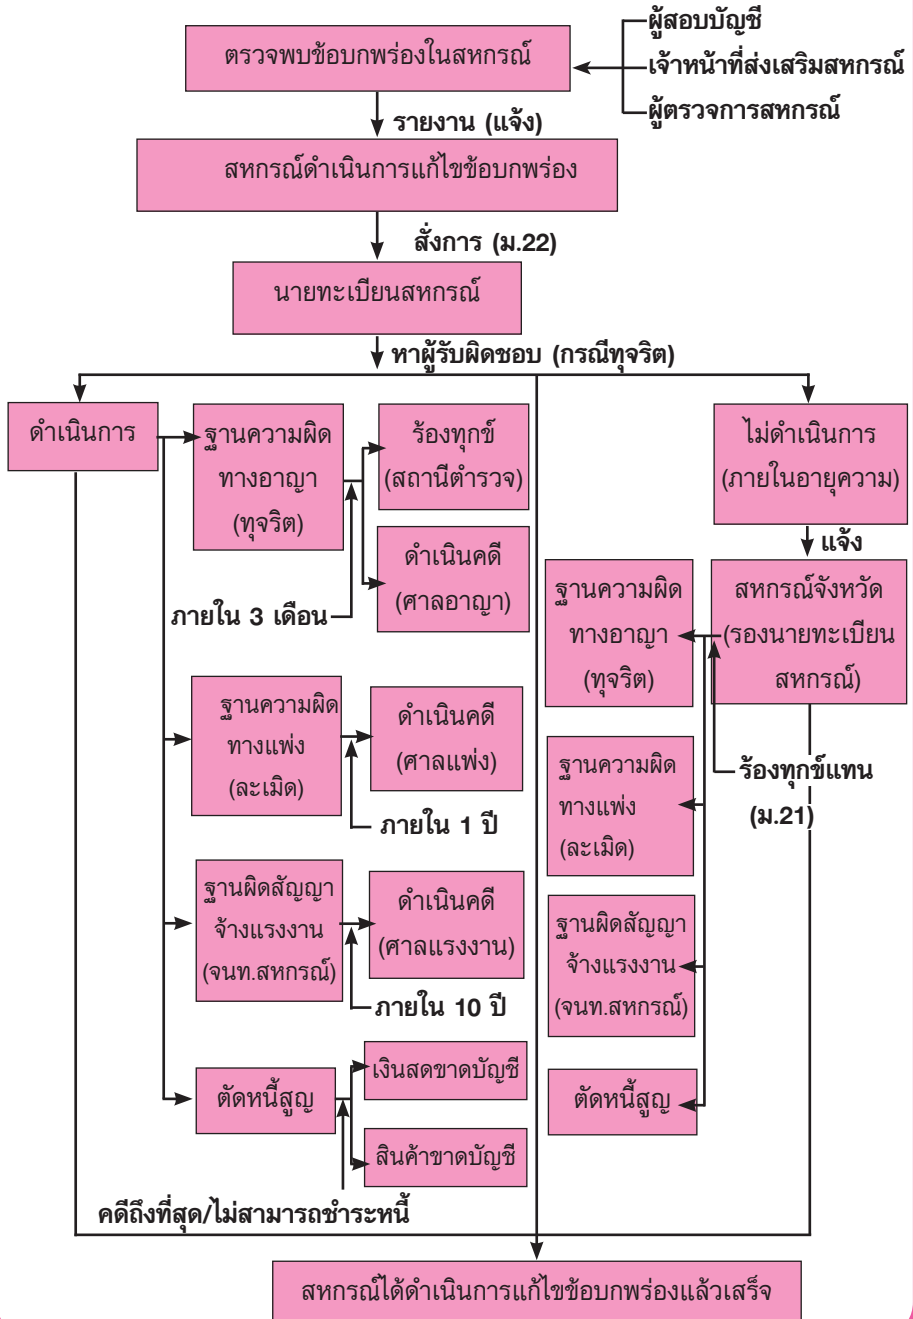 ตรวจพบข้อบกพร่องในสหกรณ์
ผู้สอบบัญชี
เจ้าหน้าที่ส่งเสริมสหกรณ์
ผู้ตรวจการสหกรณ์
รายงาน (แจ้ง)
สหกรณ์ดำเนินการแก้ไขข้อบกพร่อง
สั่งการ (ม.22)
นายทะเบียนสหกรณ์
หาผู้รับผิดชอบ (กรณีทุจริต)
ดำเนินการ
ฐานความผิด
ทางอาญา
(ทุจริต)
ร้องทุกข์
(สถานีตำรวจ)
ดำเนินคดี
(ศาลอาญา)
ภายใน 3 เดือน
ฐานความผิด
ทางแพ่ง
(ละเมิด)
ดำเนินคดี
(ศาลแพ่ง)
ภายใน 1 ปี
ฐานผิดสัญญา
จ้างแรงงาน
(จนท.สหกรณ์)
ดำเนินคดี
(ศาลแรงงาน)
ภายใน 10 ปี
ตัดหนี้สูญ
เงินสดขาดบัญชี
สินค้าขาดบัญชี
คดีถึงที่สุด/ไม่สามารถชำระหนี้
ไม่ดำเนินการ
(ภายในอายุความ)
แจ้ง
สหกรณ์จังหวัด
(รองนายทะเบียน
สหกรณ์)
ร้องทุกข์แทน
(ม.21)
ฐานความผิด
ทางอาญา
(ทุจริต)
ฐานความผิด
ทางแพ่ง
(ละเมิด)
ฐานผิดสัญญา
จ้างแรงงาน
(จนท.สหกรณ์)
ตัดหนี้สูญ
สหกรณ์ได้ดำเนินการแก้ไขข้อบกพร่องแล้วเสร็จ